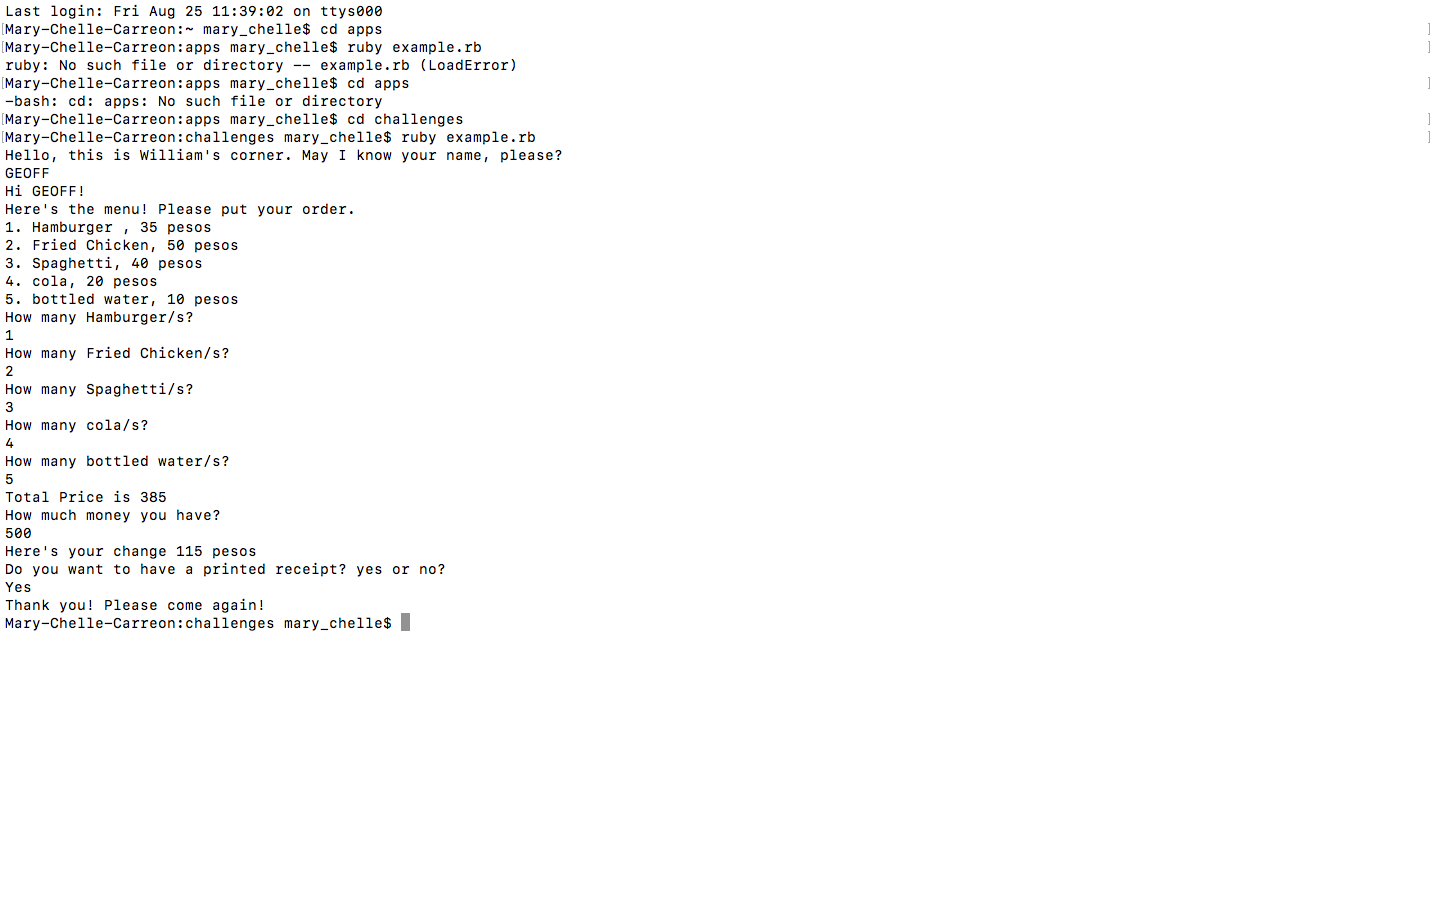 Last login: Fri Aug 25 11:39:02 on ttys000
[Mary-Chelle-Carreon:~ mary_chelle$ cd apps ]
[Mary-Chelle-Carreon:apps mary_chelle$ ruby example.rb ]
ruby: No such file or directory -- example.rb (LoadError)
[Mary-Chelle-Carreon:apps mary_chelle$ cd apps ]
-bash: cd: apps: No such file or directory
[Mary-Chelle-Carreon:apps mary_chelle$ cd challenges ]
[Mary-Chelle-Carreon:challenges mary_chelle$ ruby example.rb ]
Hello, this is William's corner. May I know your name, please?
GEOFF
Hi GEOFF!
Here's the menu! Please put your order.
1. Hamburger , 35 pesos
2. Fried Chicken, 50 pesos
3. Spaghetti, 40 pesos
4. cola, 20 pesos
5. bottled water, 10 pesos
How many Hamburger/s?
1
How many Fried Chicken/s?
2
How many Spaghetti/s?
3
How many cola/s?
4
How many bottled water/s?
5
Total Price is 385
How much money you have?
500
Here's your change 115 pesos
Do you want to have a printed receipt? yes or no?
Yes
Thank you! Please come again!
Mary-Chelle-Carreon:challenges mary_chelle$